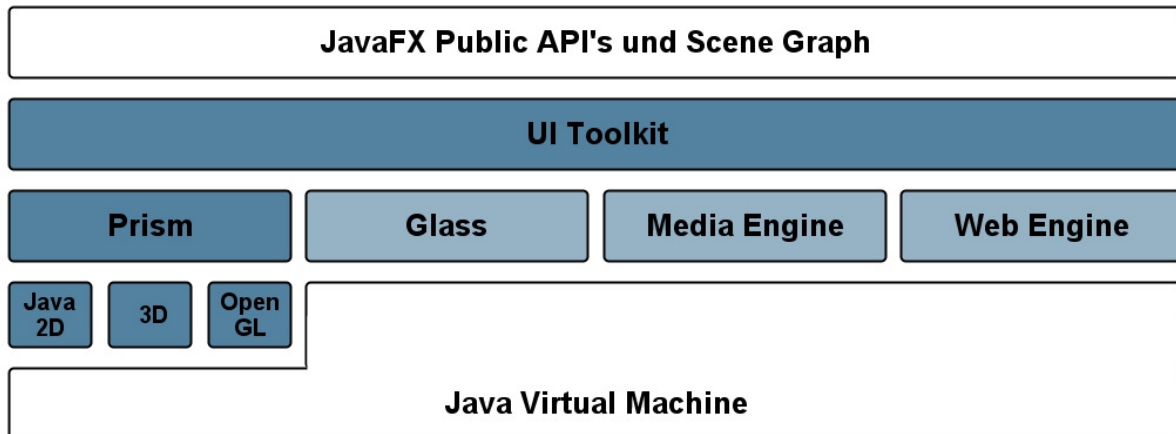 JavaFX Public API's und Scene Graph
UI Toolkit
Prism
Glass
Media Engine
Web Engine
Java
2D
3D
Open
GL
Java Virtual Machine